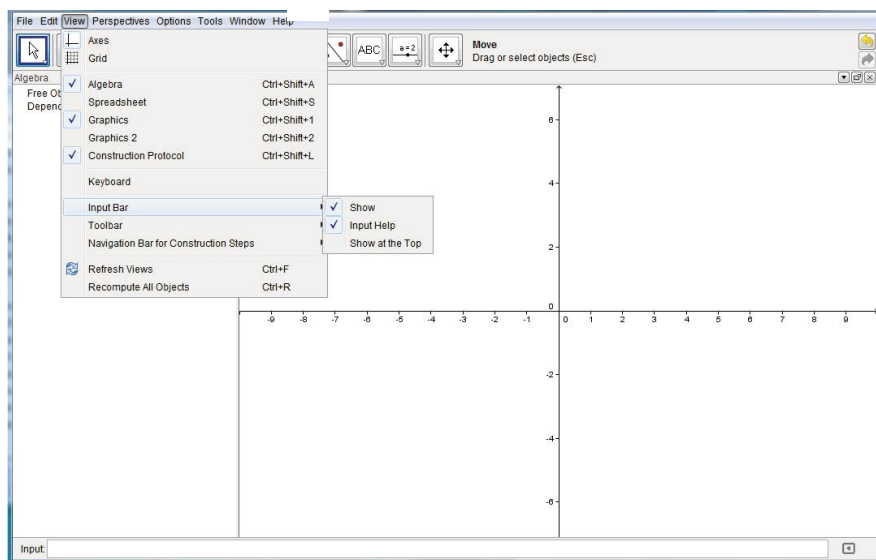 File Edit View Perspectives Options Tools Window Help
ABC a=2 Move
Drag or select objects (Esc)
Algebra
Free
Axes
Grid
Algebra Ctrl+Shift+A
Spreadsheet Ctrl+Shift+S
Graphics Ctrl+Shift+1
Graphics 2 Ctrl+Shift+2
Construction Protocol Ctrl+Shift+L
Keyboard
Input Bar
Toolbar
Navigation Bar for Construction Steps
Refresh Views Ctrl+F
Recompute All Objects Ctrl+R
Show
Input Help
Show at the Top
6
4
2
0
-9 -8 -7 -6 -5 -4 -3 -2 -1 0 1 2 3 4 5 6 7 8 9
-2
-4
-6
Input: